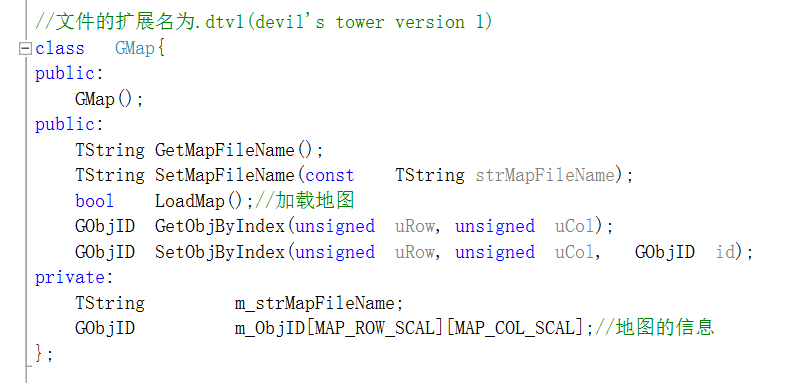 //文件的扩展名为.dtv1(devil's tower version 1)
class   GMap{
public:
    GMap();
public:
    TString GetMapFileName();
    TString SetMapFileName(const    TString strMapFileName);
    bool    LoadMap();//加载地图
    GObjID  GetObjByIndex(unsigned  uRow, unsigned  uCol);
    GObjID  SetObjByIndex(unsigned  uRow, unsigned  uCol,   GObjID  id);
private:
    TString         m_strMapFileName;
    GObjID          m_ObjID[MAP_ROW_SCAL][MAP_COL_SCAL];//地图的信息
};